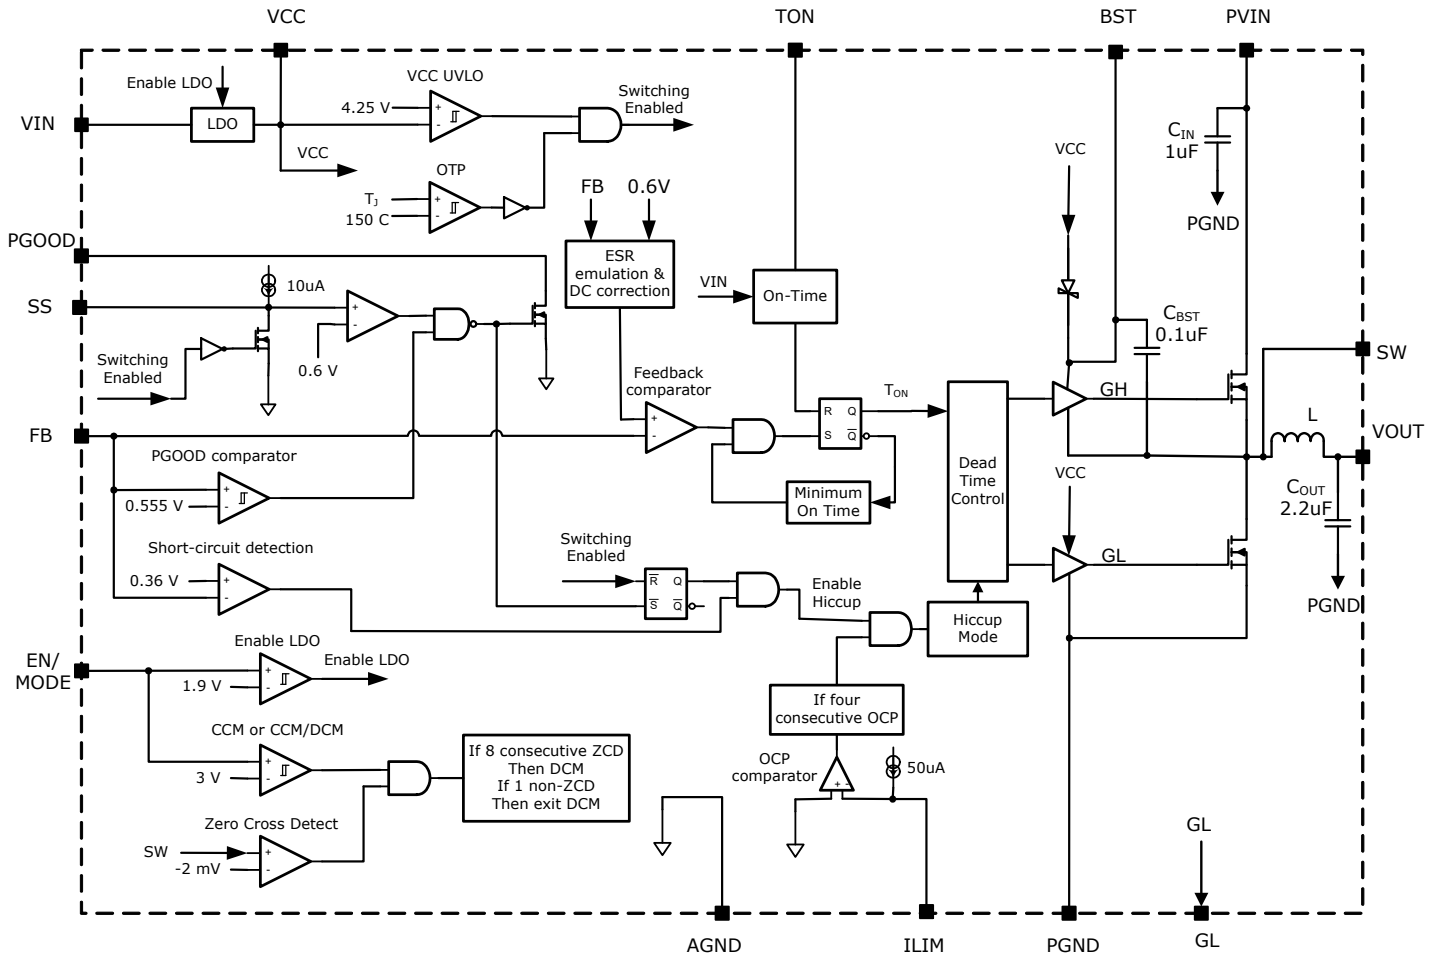 VCC
TON
BST
PVIN
Enable LDO
VCC UVLO
Switching
Enabled
4.25 V
+
-
VIN
LDO
VCC
OTP
TJ
150 C
+
-
FB
0.6V
CIN
1uF
VCC
PGND
PGOOD
ESR
emulation &
DC correction
VIN
On-Time
SS
10uA
+
-
CBST
0.1uF
SW
0.6 V
Switching
Enabled
Feedback
comparator
TON
GH
R
Q
S
Q
+
-
L
VOUT
FB
PGOOD comparator
+
-
0.555 V
Minimum
On Time
Dead
Time
Control
VCC
COUT
2.2uF
Short-circuit detection
0.36 V
+
-
Switching
Enabled
R
Q
S
Q
Enable
Hiccup
GL
PGND
Hiccup
Mode
EN/
MODE
Enable LDO
Enable LDO
+
-
1.9 V
If four
consecutive OCP
CCM or CCM/DCM
+
-
3 V
If 8 consecutive ZCD
Then DCM
If 1 non-ZCD
Then exit DCM
OCP
comparator
+
-
50uA
Zero Cross Detect
SW
-2 mV
+
-
GL
AGND
ILIM
PGND
GL